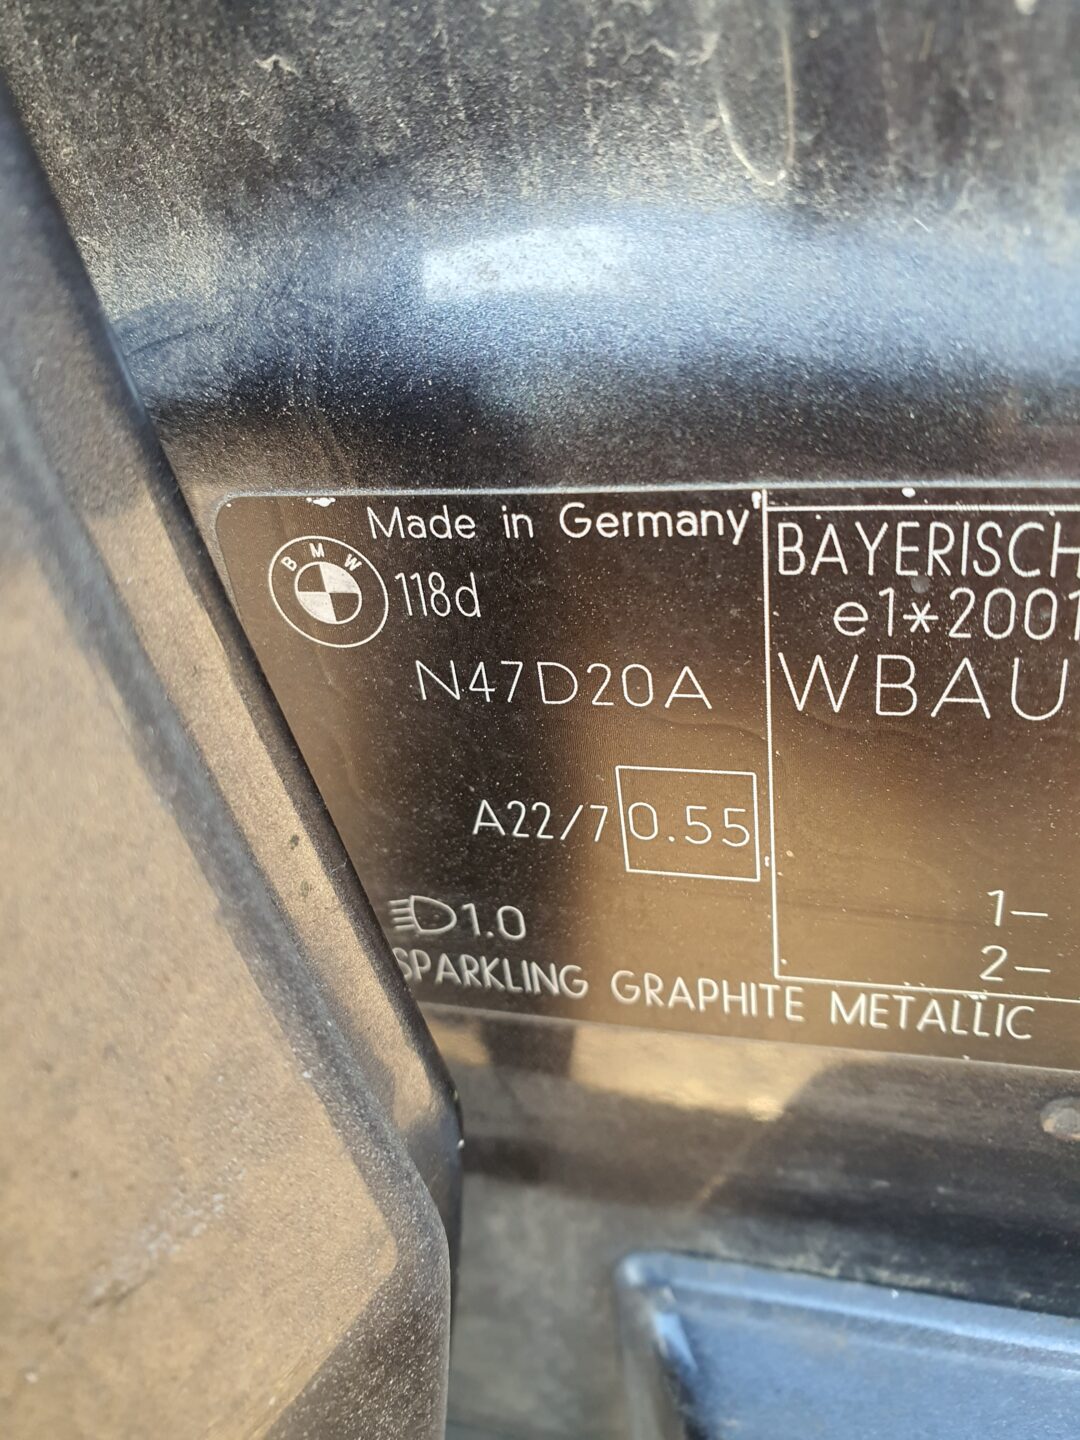 Made in Germany
BMW
118d
N47D20A
A22/7 0.55
1.0
SPARKLING GRAPHITE METALLIC
BAYERISCH
e1*2001
WBAU
1–
2–